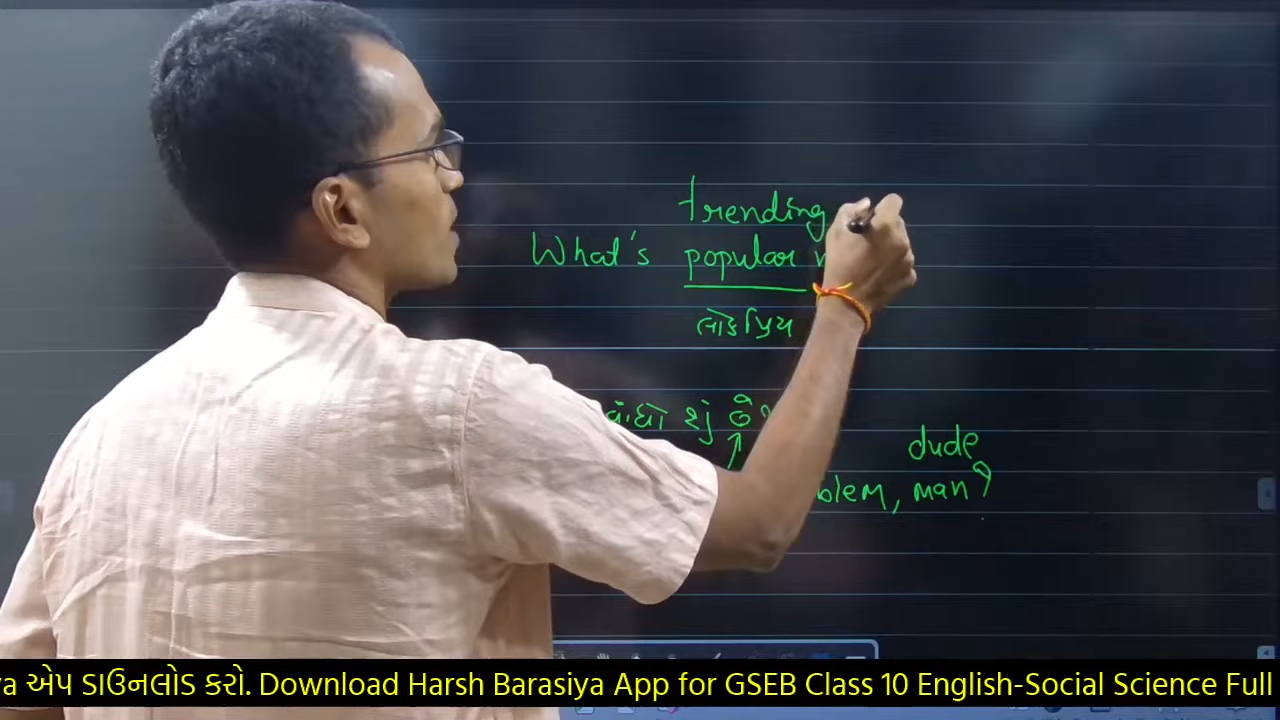 trending
What's popular
લોકપ્રિય
વાંધો શું છે
dude
man?
એપ ડાઉનલોડ કરો. Download Harsh Barasiya App for GSEB Class 10 English-Social Science Full